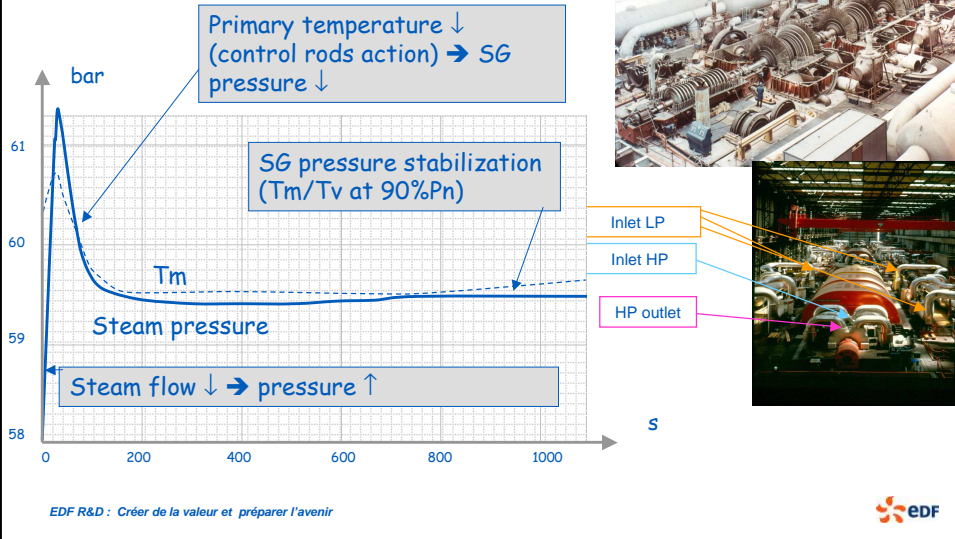 Primary temperature ↓
(control rods action) ➔ SG
pressure ↓
bar
61
60
59
58
SG pressure stabilization
(Tm/Tv at 90%Pn)
Tm
Steam pressure
Steam flow ↓ ➔ pressure ↑
s
0 200 400 600 800 1000
Inlet LP
Inlet HP
HP outlet
EDF R&D : Créer de la valeur et préparer l'avenir
eDF